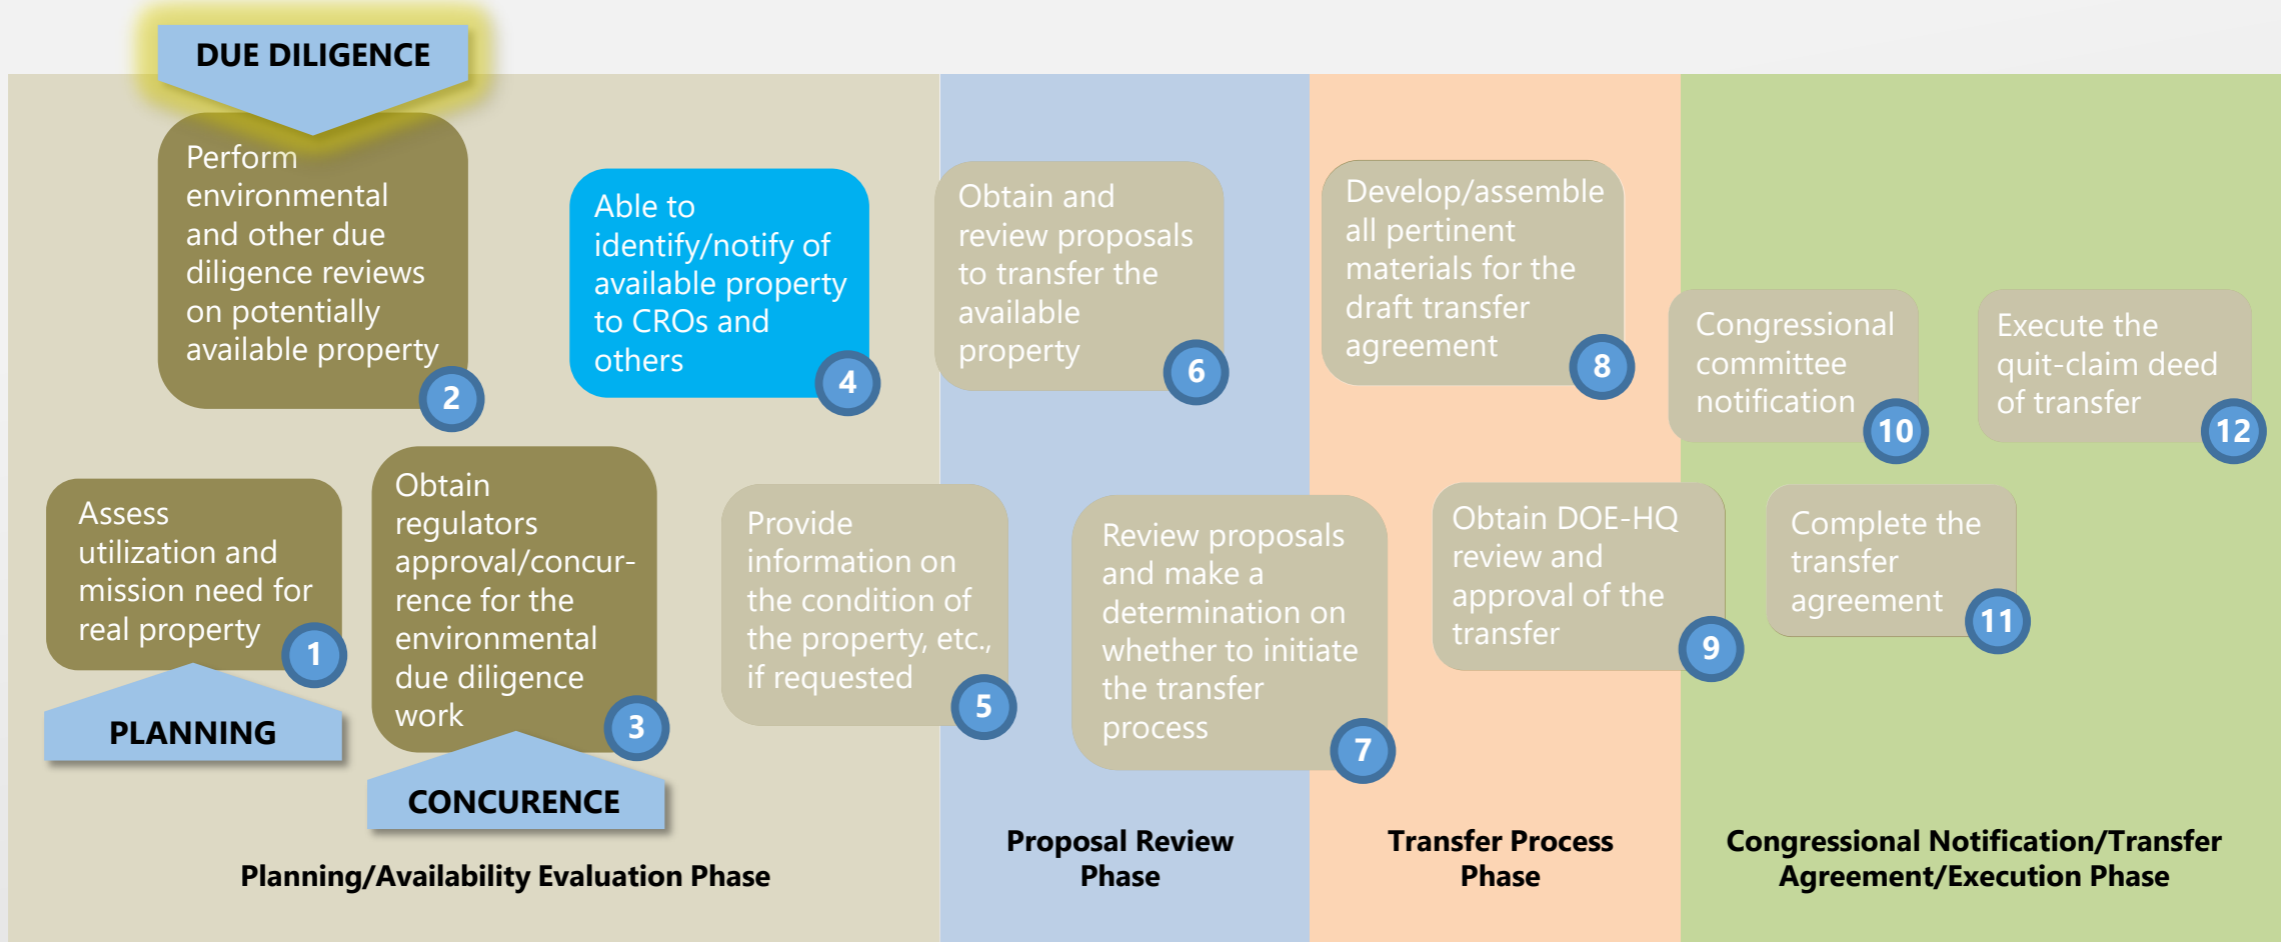 DUE DILIGENCE
Perform
environmental
and other due
diligence reviews
on potentially
available property
2
Able to
identify/notify of
available property
to CROs and
others
4
Obtain and
review proposals
to transfer the
available
property
6
Develop/assemble
all pertinent
materials for the
draft transfer
agreement
8
Congressional
committee
notification
10
Execute the
quit-claim deed
of transfer
12
Assess
utilization and
mission need for
real property
1
PLANNING
Obtain
regulators
approval/concur-
rence for the
environmental
due diligence
work
3
CONCURENCE
Provide
information on
the condition of
the property, etc.,
if requested
5
Review proposals
and make a
determination on
whether to initiate
the transfer
process
7
Obtain DOE-HQ
review and
approval of the
transfer
9
Complete the
transfer
agreement
11
Planning/Availability Evaluation Phase
Proposal Review
Phase
Transfer Process
Phase
Congressional Notification/Transfer
Agreement/Execution Phase